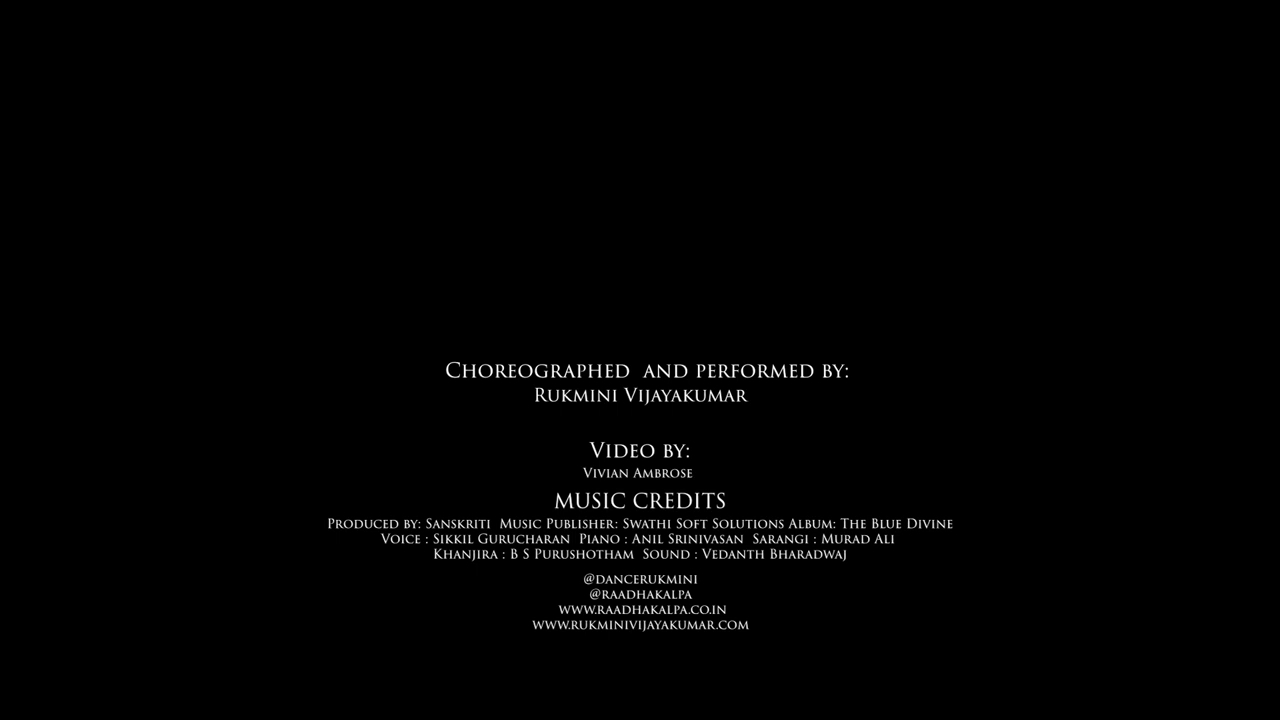 Choreographed and performed by:
Rukmini Vijayakumar
Video by:
Vivian Ambrose
MUSIC CREDITS
Produced by: Sanskriti Music Publisher: Swathi Soft Solutions Album: The Blue Divine
Voice : Sikkil Gurucharan Piano : Anil Srinivasan Sarangi : Murad Ali
Khanjira : B S Purushotham Sound : Vedanth Bharadwaj
@dancerukmini
@raadhakalpa
www.raadhakalpa.co.in
www.rukminivijayakumar.com